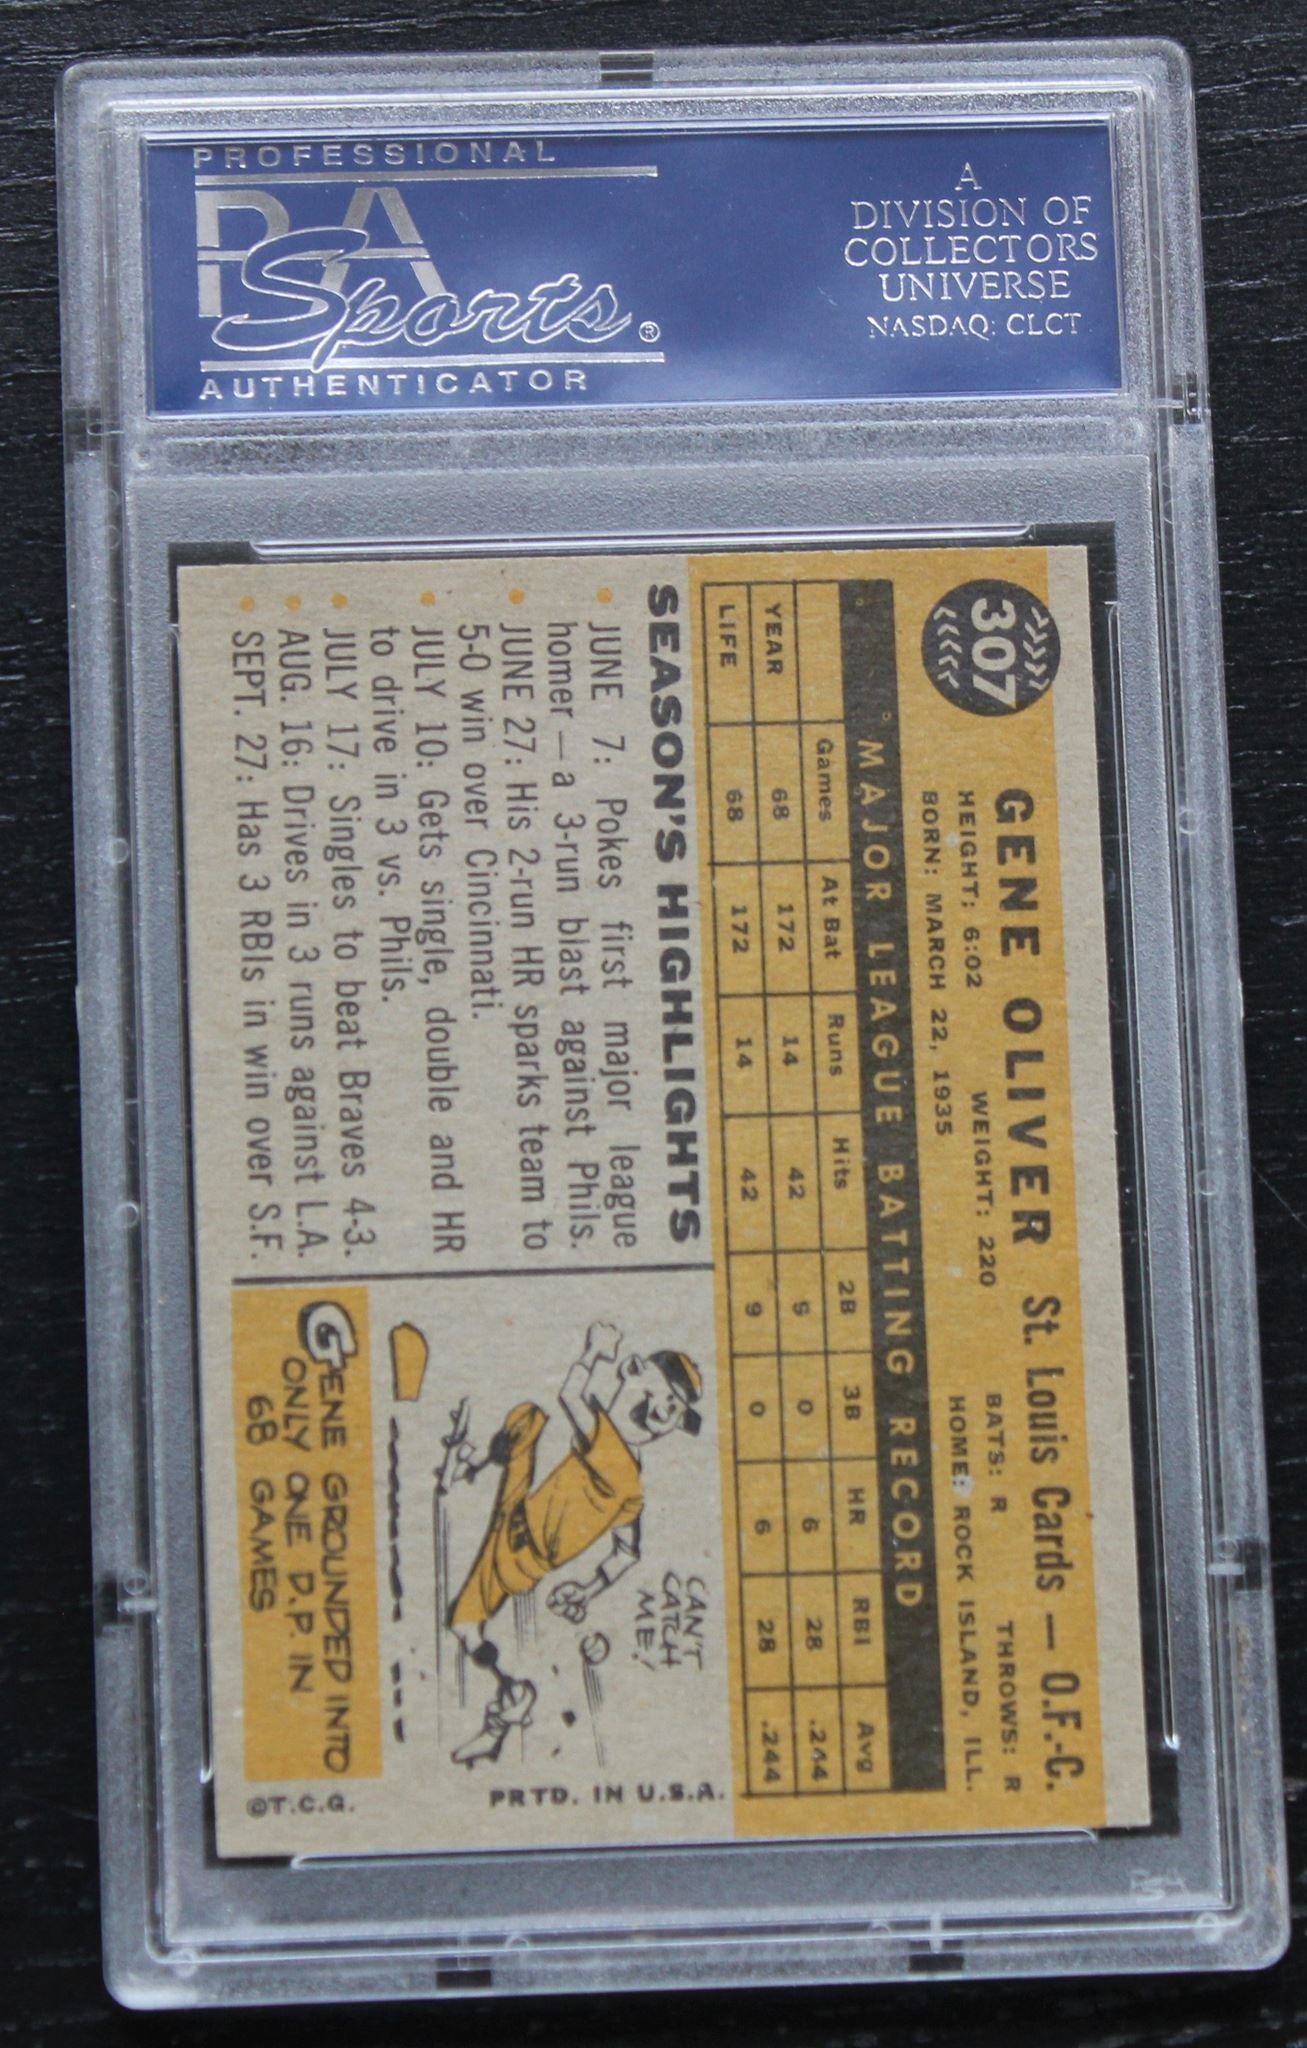 PROFESSIONAL
PSA
Sports®
AUTHENTICATOR
A
DIVISION OF
COLLECTORS
UNIVERSE
NASDAQ: CLCT
307
GENE OLIVER St. Louis Cards — O.F.-C.
HEIGHT: 6:02 WEIGHT: 220 BATS: R THROWS: R
BORN: MARCH 22, 1935 HOME: ROCK ISLAND, ILL.
MAJOR LEAGUE BATTING RECORD
Games At Bat Runs Hits 2B 3B HR RBI Avg
YEAR 68 172 14 42 9 0 6 28 .244
LIFE 68 172 14 42 9 0 6 28 .244
SEASON'S HIGHLIGHTS
• JUNE 7: Pokes first major league
homer—a 3-run blast against Phils.
• JUNE 27: His 2-run HR sparks team to
5-0 win over Cincinnati.
• JULY 10: Gets single, double and HR
to drive in 3 vs. Phils.
• JULY 17: Singles to beat Braves 4-3.
• AUG. 16: Drives in 3 runs against L.A.
• SEPT. 27: Has 3 RBIs in win over S.F.
CAN'T
CATCH
ME!
GENE GROUNDED INTO
ONLY ONE D.P. IN
68 GAMES
PRTD. IN U.S.A.
©T.C.G.
PSA